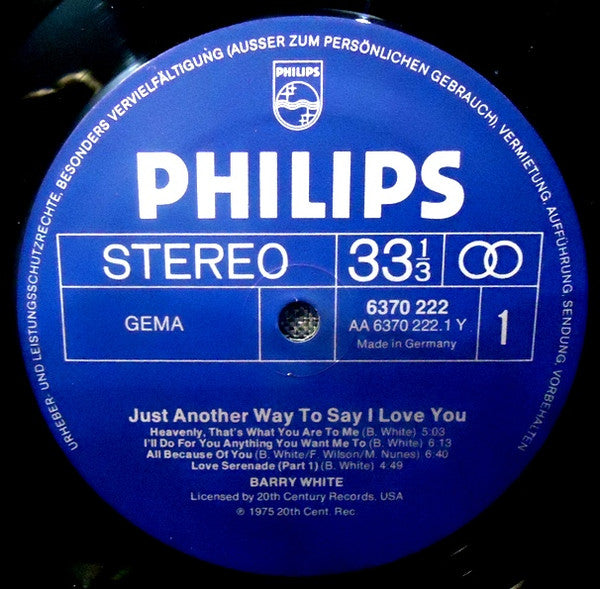 URHEBER- UND LEISTUNGSSCHUTZRECHTE, BESONDERS VERVIELFÄLTIGUNG (AUSSER ZUM PERSÖNLICHEN GEBRAUCH), VERMIETUNG, AUFFÜHRUNG, SENDUNG VORBEHALTEN
PHILIPS
PHILIPS
STEREO 33 1/3
GEMA 6370 222 1
AA 6370 222.1 Y
Made in Germany
Just Another Way To Say I Love You
Heavenly, That's What You Are To Me (B. White) 5:03
I'll Do For You Anything You Want Me To (B. White) 6:13
All Because Of You (B. White/F. Wilson/M. Nunes) 6:40
Love Serenade (Part 1) (B. White) 4:49
BARRY WHITE
Licensed by 20th Century Records, USA
℗ 1975 20th Cent. Rec.